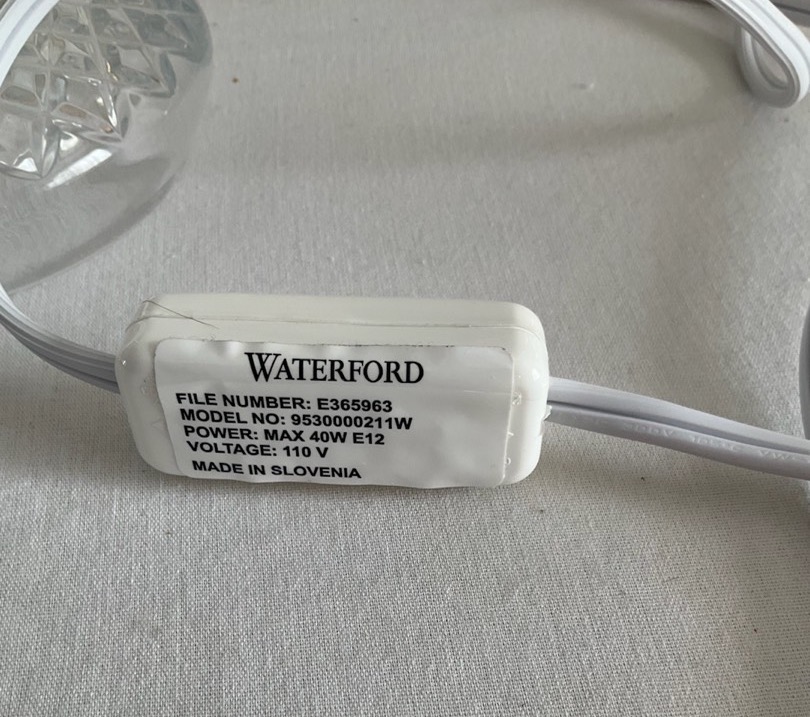 WATERFORD
FILE NUMBER: E365963
MODEL NO: 9530000211W
POWER: MAX 40W E12
VOLTAGE: 110 V
MADE IN SLOVENIA